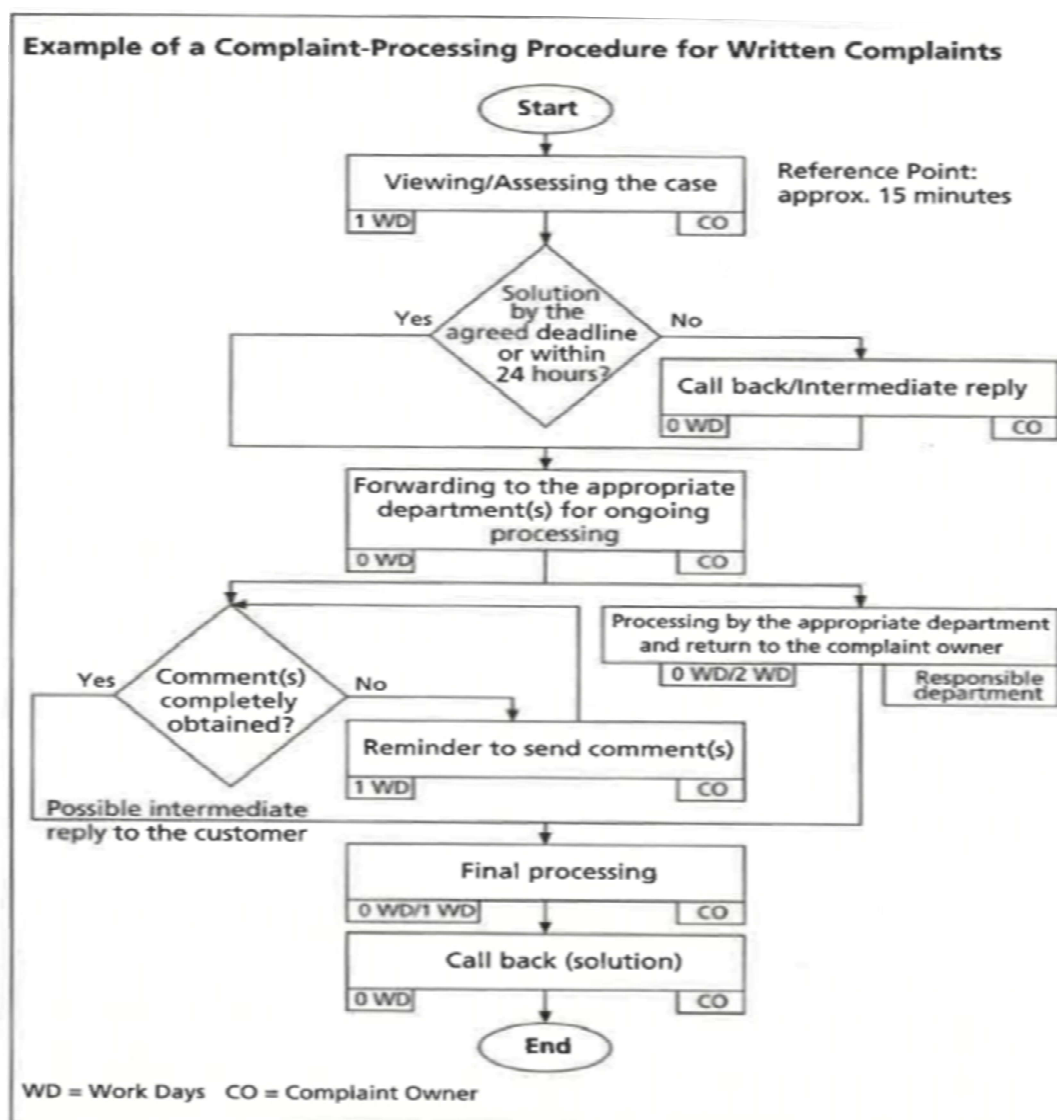 Example of a Complaint-Processing Procedure for Written Complaints
Start
Viewing/Assessing the case
Reference Point:
approx. 15 minutes
1 WD
CO
Solution
by the
agreed deadline
or within
24 hours?
Yes
No
Call back/Intermediate reply
0 WD
CO
Forwarding to the appropriate
department(s) for ongoing
processing
0 WD
CO
Processing by the appropriate department
and return to the complaint owner
0 WD/2 WD
Responsible
department
Comment(s)
completely
obtained?
Yes
No
Reminder to send comment(s)
1 WD
CO
Possible intermediate
reply to the customer
Final processing
0 WD/1 WD
CO
Call back (solution)
0 WD
CO
End
WD = Work Days CO = Complaint Owner